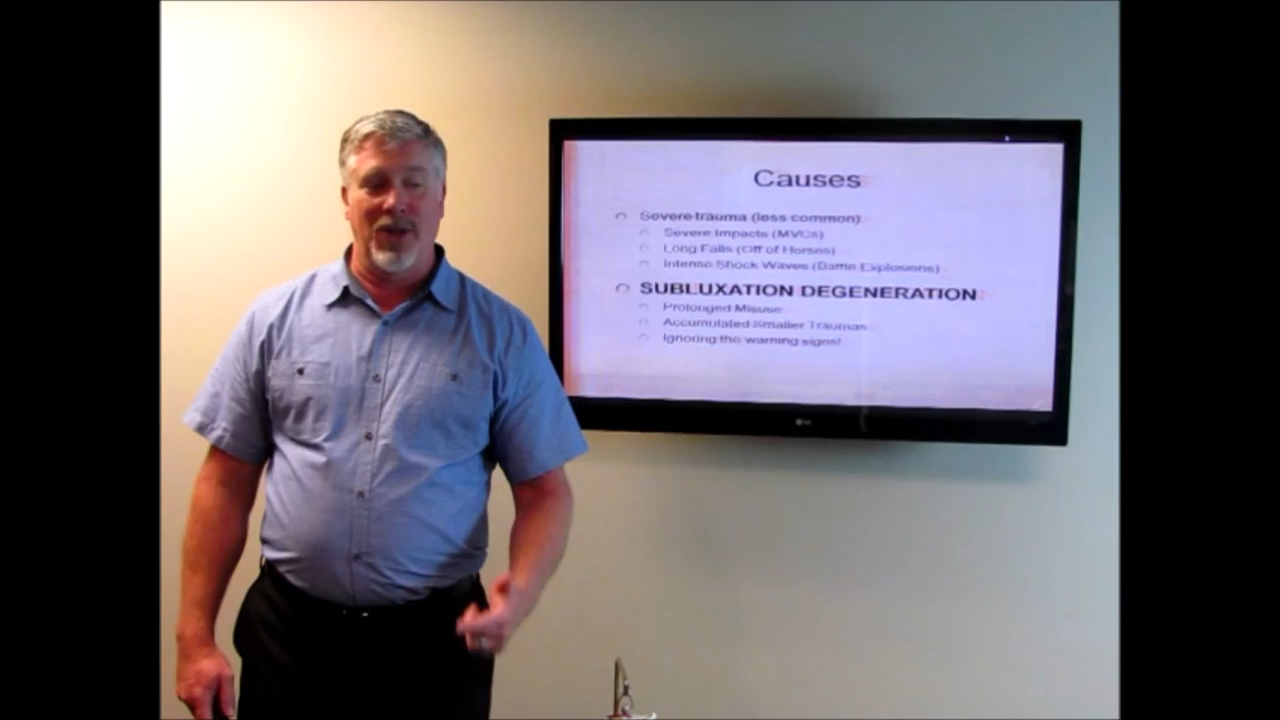 Causes
Severe trauma (less common)
Severe Impacts (MVCs)
Long Falls (Off of Horses)
Intense Shock Waves (Battle Explosions)
SUBLUXATION DEGENERATION
Prolonged Misuse
Accumulated Smaller Traumas
Ignoring the warning signs!
LG